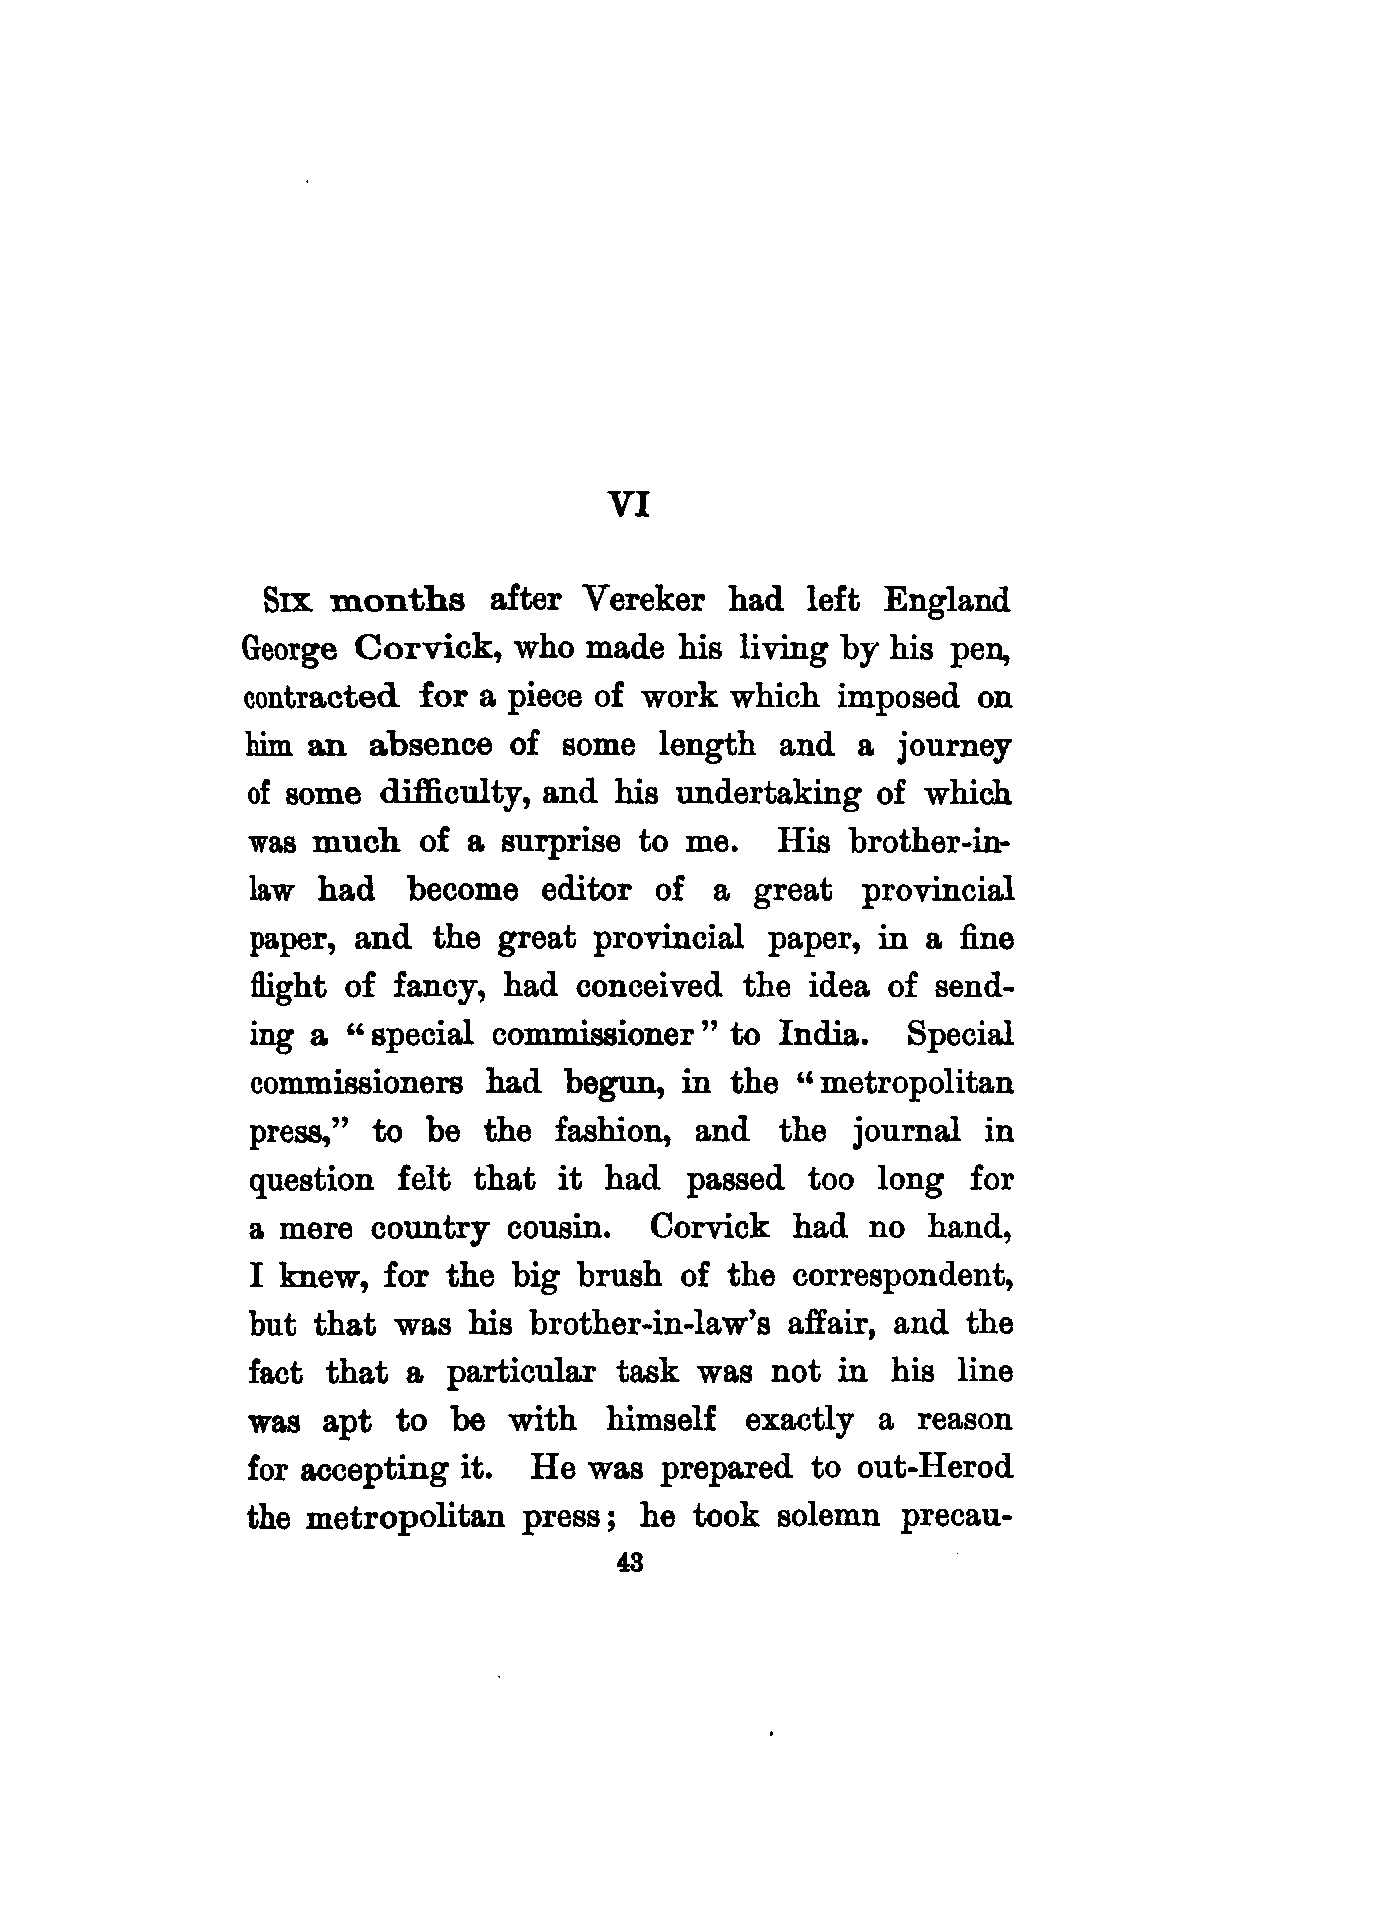 VI
Six months after Vereker had left England
George Corvick, who made his living by his pen,
contracted for a piece of work which imposed on
him an absence of some length and a journey
of some difficulty, and his undertaking of which
was much of a surprise to me. His brother-in-
law had become editor of a great provincial
paper, and the great provincial paper, in a fine
flight of fancy, had conceived the idea of send-
ing a “special commissioner” to India. Special
commissioners had begun, in the “metropolitan
press,” to be the fashion, and the journal in
question felt that it had passed too long for
a mere country cousin. Corvick had no hand,
I knew, for the big brush of the correspondent,
but that was his brother-in-law’s affair, and the
fact that a particular task was not in his line
was apt to be with himself exactly a reason
for accepting it. He was prepared to out-Herod
the metropolitan press; he took solemn precau-
43